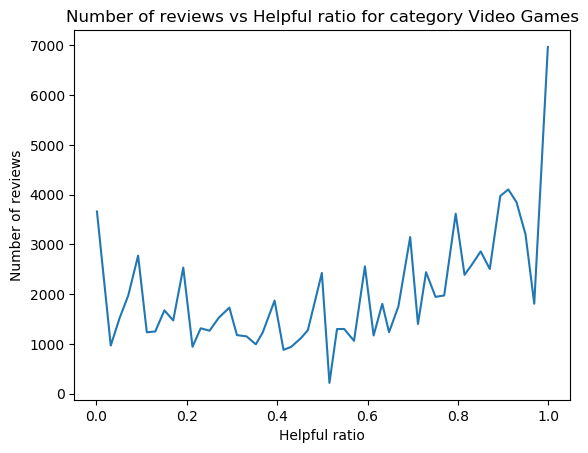 Number of reviews vs Helpful ratio for category Video Games
Number of reviews
7000
6000
5000
4000
3000
2000
1000
0
0.0 0.2 0.4 0.6 0.8 1.0
Helpful ratio